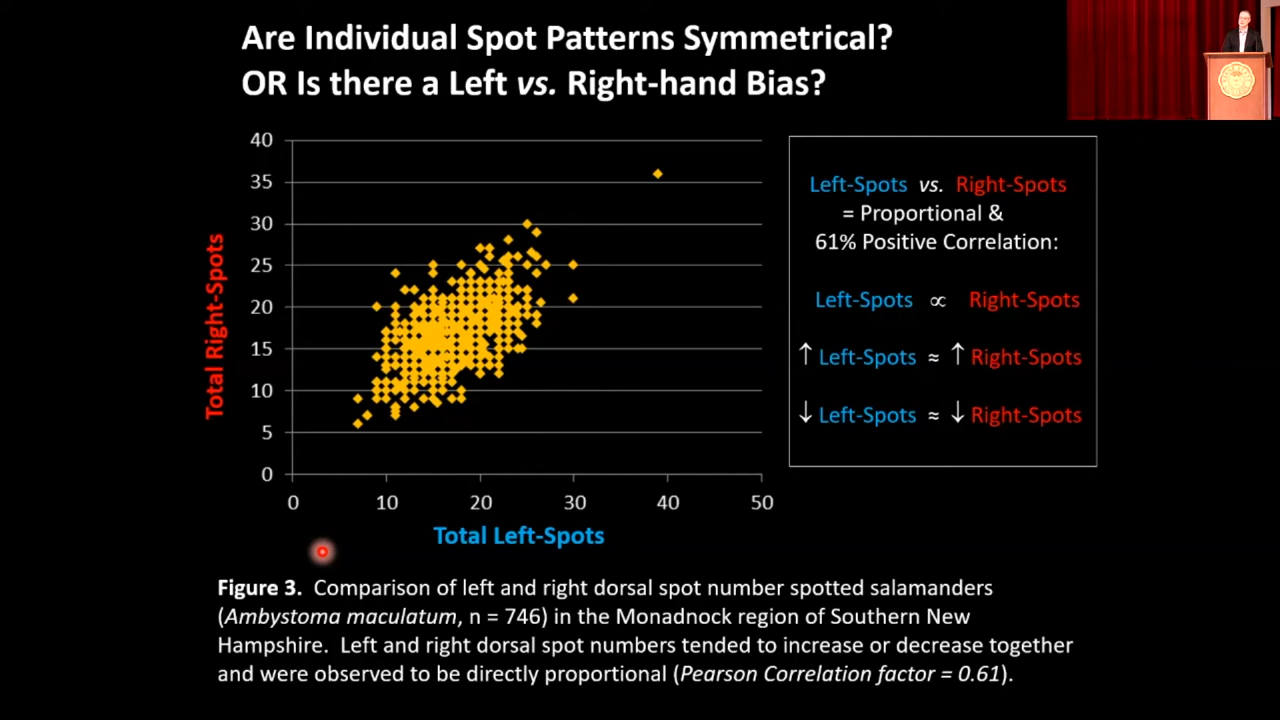 Are Individual Spot Patterns Symmetrical?
OR Is there a Left vs. Right-hand Bias?
40
35
30
25
20
15
10
5
0
0 10 20 30 40 50
Total Right-Spots
Total Left-Spots
Left-Spots vs. Right-Spots
= Proportional &
61% Positive Correlation:
Left-Spots ∝ Right-Spots
↑ Left-Spots ≈ ↑ Right-Spots
↓ Left-Spots ≈ ↓ Right-Spots
Figure 3. Comparison of left and right dorsal spot number spotted salamanders
(Ambystoma maculatum, n = 746) in the Monadnock region of Southern New
Hampshire. Left and right dorsal spot numbers tended to increase or decrease together
and were observed to be directly proportional (Pearson Correlation factor = 0.61).